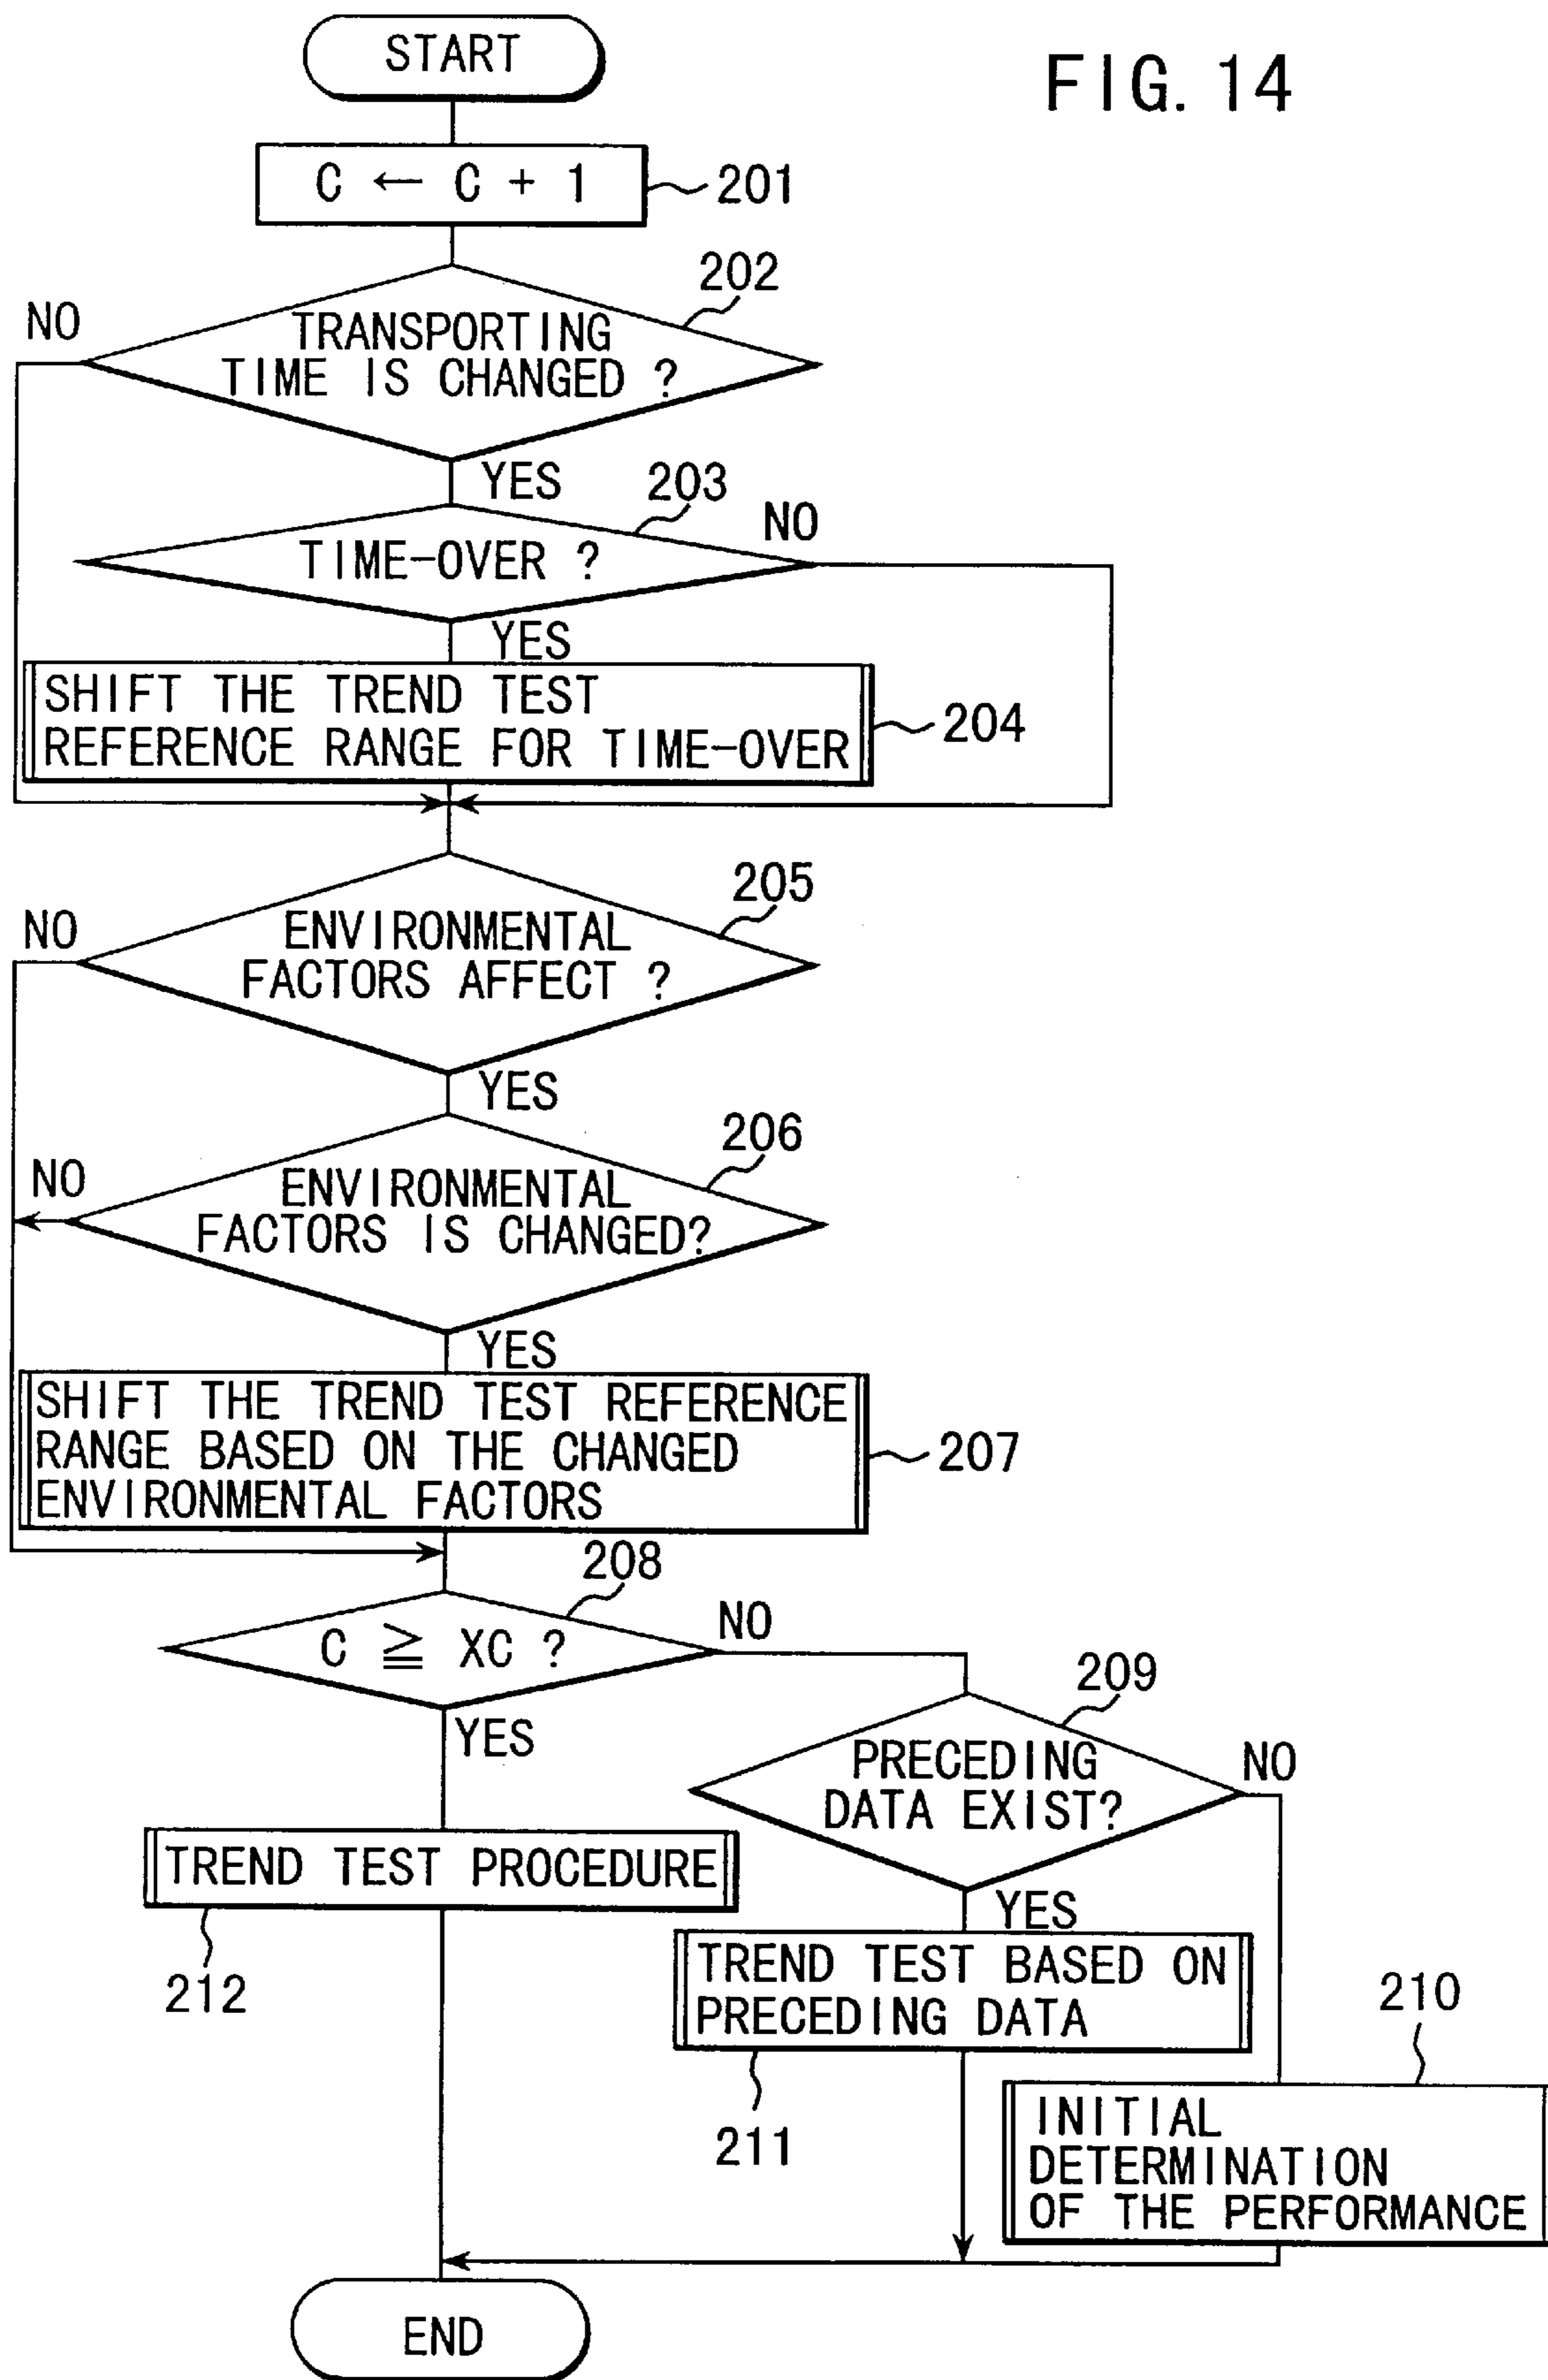 START
FIG. 14
C ← C + 1
201
202
NO
TRANSPORTING
TIME IS CHANGED ?
YES
203
NO
TIME-OVER ?
YES
SHIFT THE TREND TEST
REFERENCE RANGE FOR TIME-OVER
204
205
NO
ENVIRONMENTAL
FACTORS AFFECT ?
YES
206
NO
ENVIRONMENTAL
FACTORS IS CHANGED?
YES
SHIFT THE TREND TEST REFERENCE
RANGE BASED ON THE CHANGED
ENVIRONMENTAL FACTORS
207
208
C ≧ XC ?
NO
YES
209
PRECEDING
DATA EXIST?
NO
TREND TEST PROCEDURE
212
YES
TREND TEST BASED ON
PRECEDING DATA
211
210
INITIAL
DETERMINATION
OF THE PERFORMANCE
END